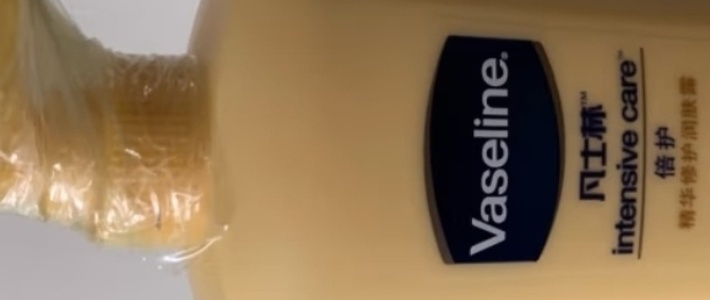 Vaseline.
凡士林™
intensive care™
倍护
精华修护润肤露